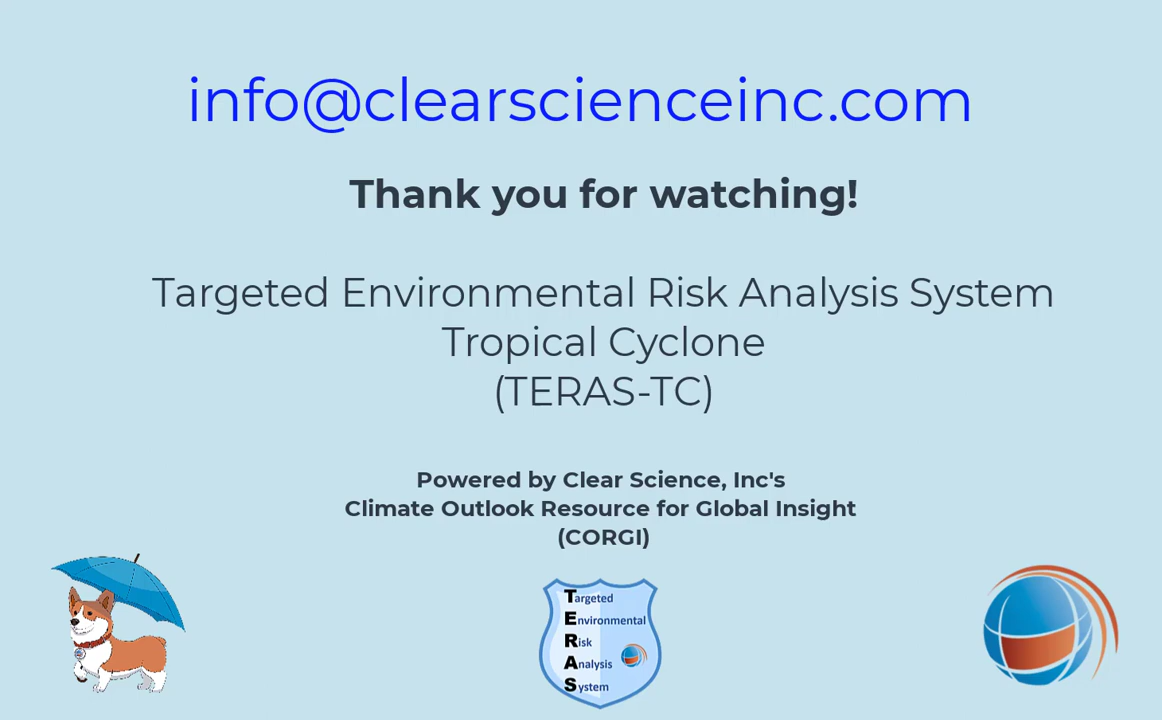 info@clearscienceinc.com
Thank you for watching!
Targeted Environmental Risk Analysis System
Tropical Cyclone
(TERAS-TC)
Powered by Clear Science, Inc's
Climate Outlook Resource for Global Insight
(CORGI)
Targeted
Environmental
Risk
Analysis
System